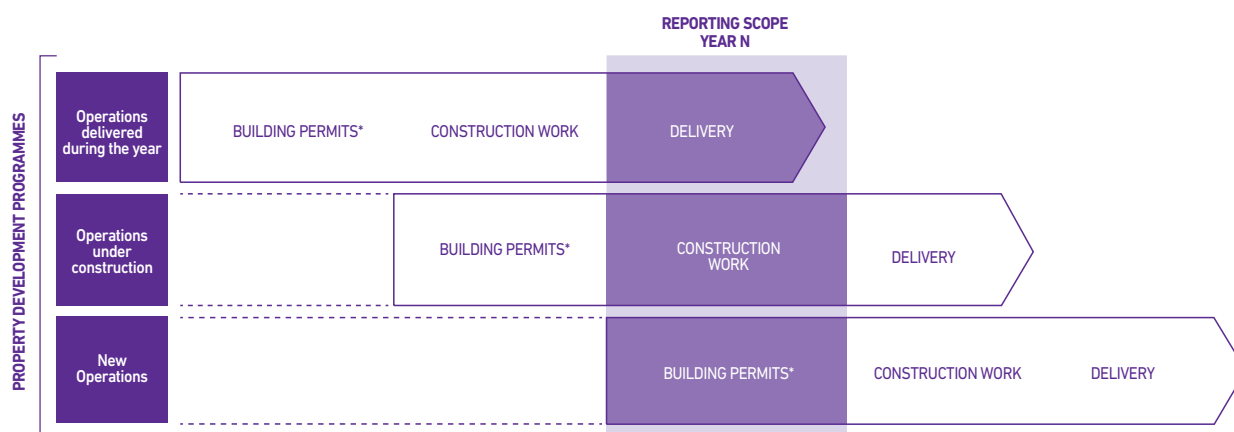 REPORTING SCOPE
YEAR N
PROPERTY DEVELOPMENT PROGRAMMES
Operations
delivered
during the year
BUILDING PERMITS*
CONSTRUCTION WORK
DELIVERY
Operations
under
construction
BUILDING PERMITS*
CONSTRUCTION
WORK
DELIVERY
New
Operations
BUILDING PERMITS*
CONSTRUCTION WORK
DELIVERY